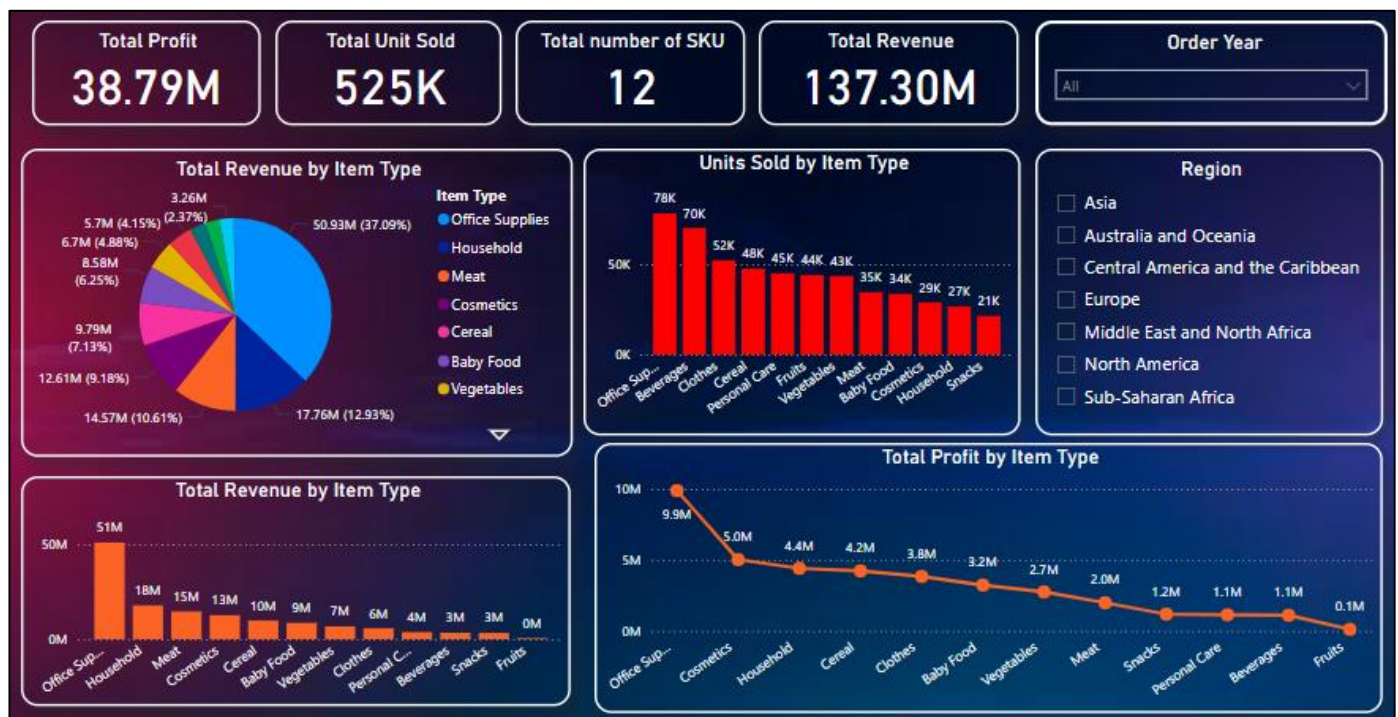 Total Profit
38.79M
Total Unit Sold
525K
Total number of SKU
12
Total Revenue
137.30M
Order Year
All
Total Revenue by Item Type
3.26M
(2.37%)
5.7M (4.15%)
6.7M (4.88%)
8.58M
(6.25%)
9.79M
(7.13%)
12.61M (9.18%)
14.57M (10.61%)
17.76M (12.93%)
50.93M (37.09%)
Item Type
Office Supplies
Household
Meat
Cosmetics
Cereal
Baby Food
Vegetables
Units Sold by Item Type
50K
0K
78K
70K
52K
48K
45K
44K
43K
35K
34K
29K
27K
21K
Office Sup...
Beverages
Clothes
Cereal
Personal Care
Fruits
Vegetables
Meat
Baby Food
Cosmetics
Household
Snacks
Region
Asia
Australia and Oceania
Central America and the Caribbean
Europe
Middle East and North Africa
North America
Sub-Saharan Africa
Total Revenue by Item Type
50M
0M
51M
18M
15M
13M
10M
9M
7M
6M
4M
3M
3M
0M
Office Sup...
Household
Meat
Cosmetics
Cereal
Baby Food
Vegetables
Clothes
Personal C...
Beverages
Snacks
Fruits
Total Profit by Item Type
10M
5M
0M
9.9M
5.0M
4.4M
4.2M
3.8M
3.2M
2.7M
2.0M
1.2M
1.1M
1.1M
0.1M
Office Sup...
Cosmetics
Household
Cereal
Clothes
Baby Food
Vegetables
Meat
Snacks
Personal Care
Beverages
Fruits